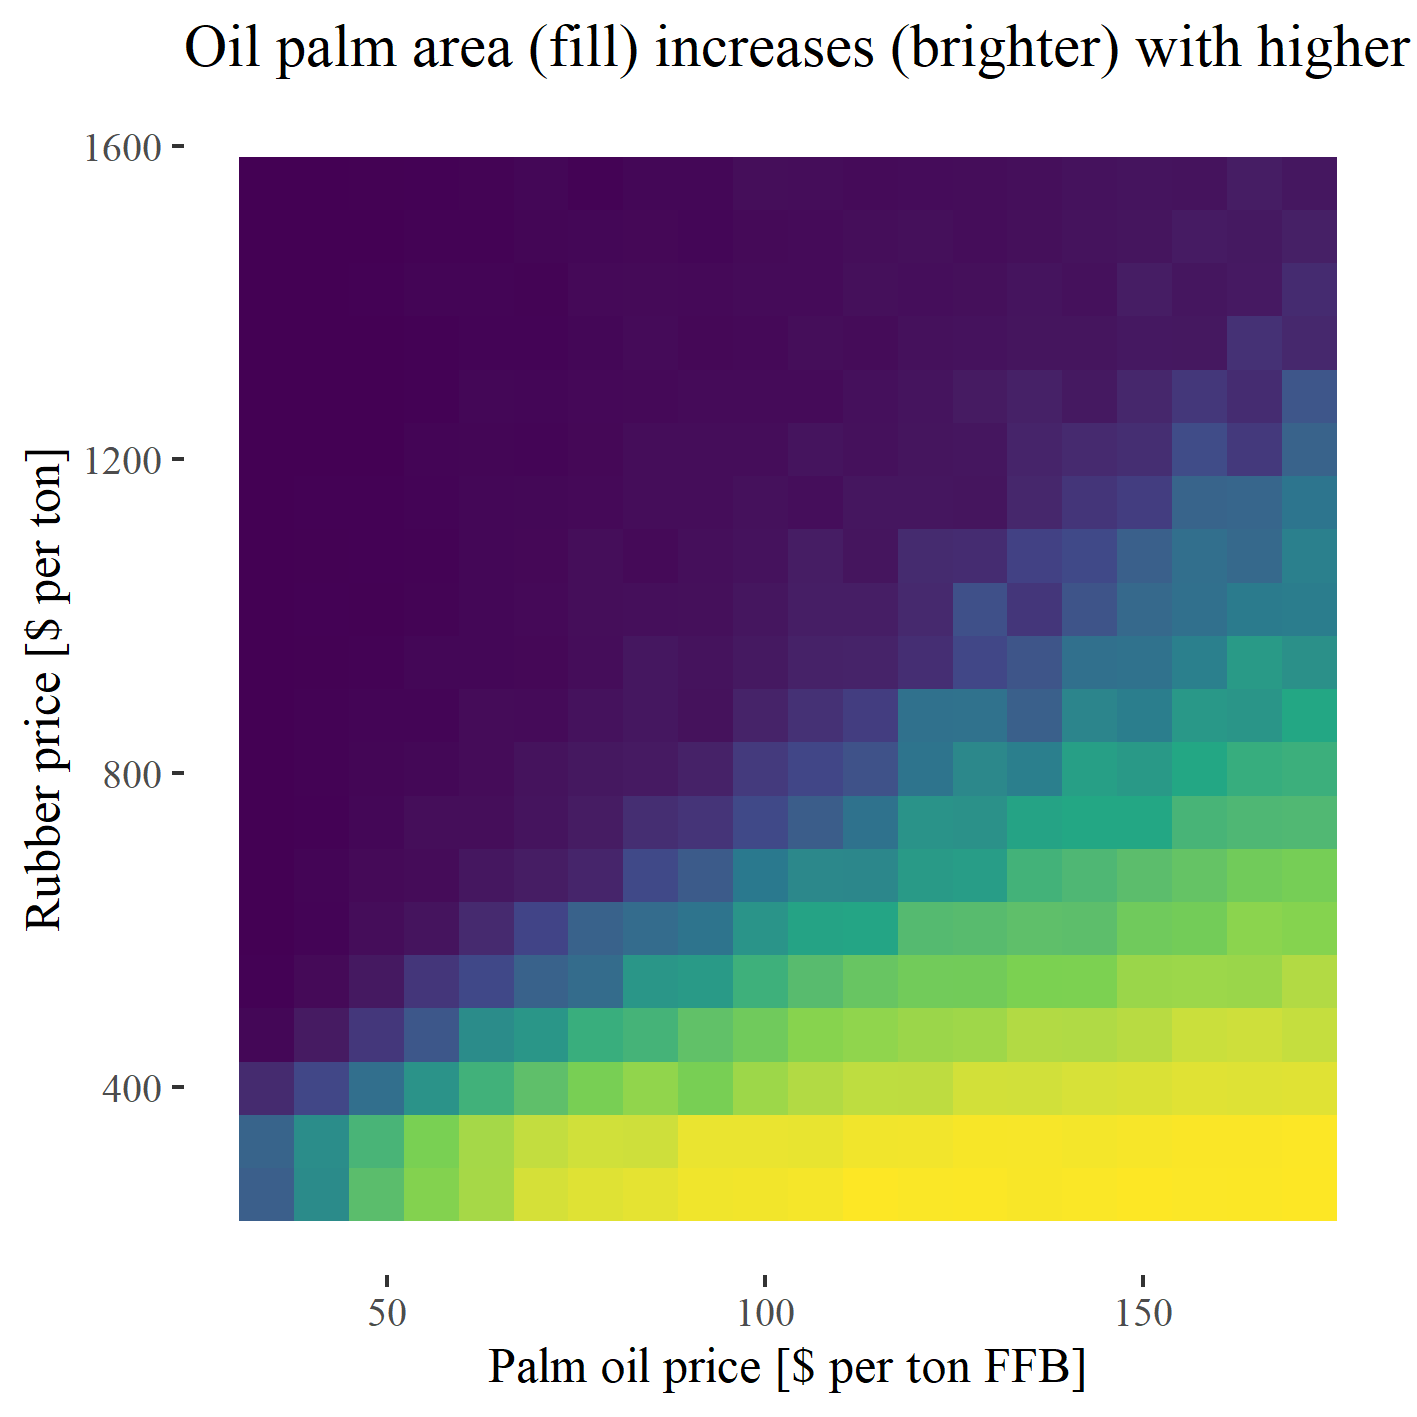 Oil palm area (fill) increases (brighter) with higher
1600
1200
800
400
Rubber price [$ per ton]
50 100 150
Palm oil price [$ per ton FFB]